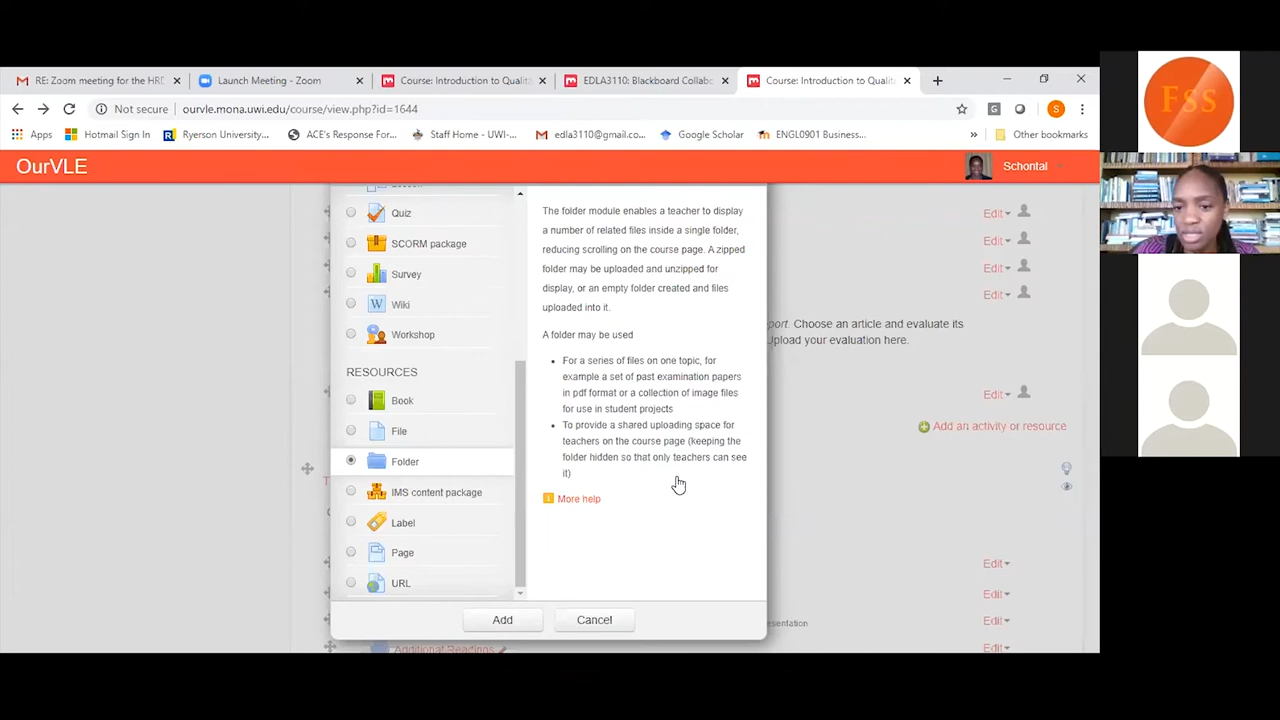 RE: Zoom meeting for the HRD
Launch Meeting - Zoom
Course: Introduction to Qualit
EDLA3110: Blackboard Collabo
Course: Introduction to Qualit
Not secure
ourvle.mona.uwi.edu/course/view.php?id=1644
G
S
Apps
Hotmail Sign In
Ryerson University...
ACE's Response For...
Staff Home - UWI-...
edla3110@gmail.co...
Google Scholar
ENGL0901 Business...
»
Other bookmarks
OurVLE
Schontal
FSS
Quiz
SCORM package
Survey
Wiki
Workshop
RESOURCES
Book
File
Folder
IMS content package
Label
Page
URL
The folder module enables a teacher to display
a number of related files inside a single folder,
reducing scrolling on the course page. A zipped
folder may be uploaded and unzipped for
display, or an empty folder created and files
uploaded into it.
A folder may be used
• For a series of files on one topic, for
example a set of past examination papers
in pdf format or a collection of image files
for use in student projects
• To provide a shared uploading space for
teachers on the course page (keeping the
folder hidden so that only teachers can see
it)
More help
Add
Cancel
Edit
Edit
Edit
Edit
port. Choose an article and evaluate its
Upload your evaluation here.
Edit
Add an activity or resource
Edit
Edit
Edit
presentation
Edit
Additional Readings